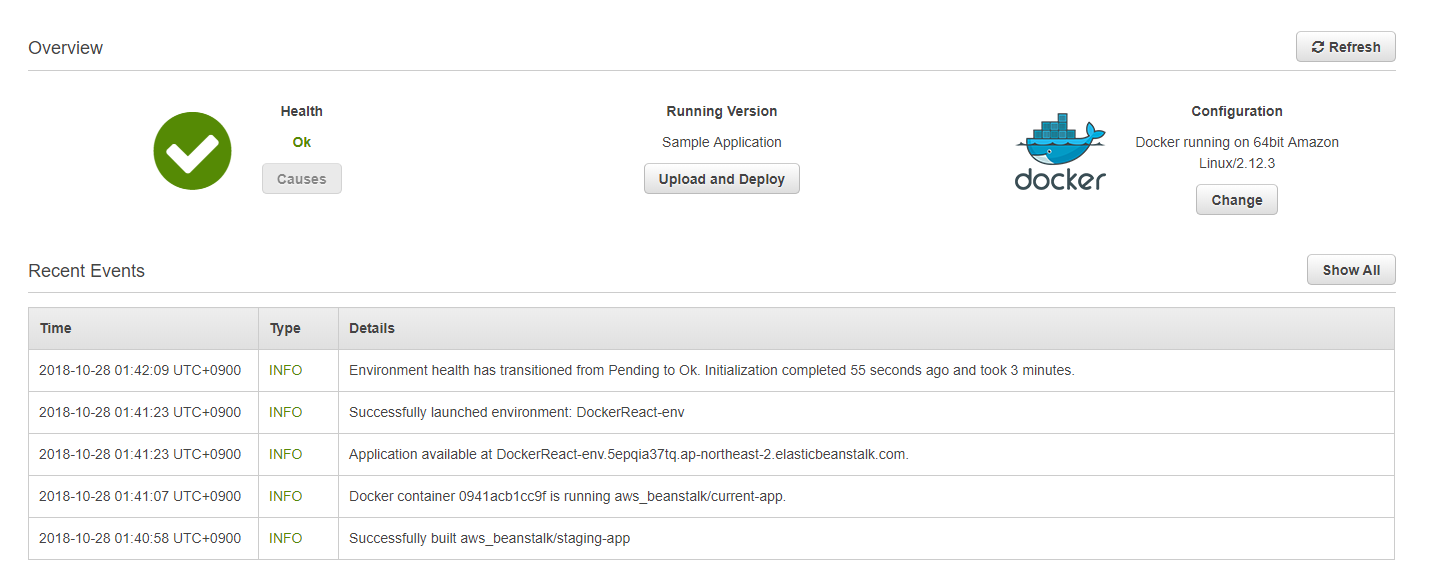 Overview
Refresh
Health
Ok
Causes
Running Version
Sample Application
Upload and Deploy
docker
Configuration
Docker running on 64bit Amazon
Linux/2.12.3
Change
Recent Events
Show All
Time Type Details
2018-10-28 01:42:09 UTC+0900 INFO Environment health has transitioned from Pending to Ok. Initialization completed 55 seconds ago and took 3 minutes.
2018-10-28 01:41:23 UTC+0900 INFO Successfully launched environment: DockerReact-env
2018-10-28 01:41:23 UTC+0900 INFO Application available at DockerReact-env.5epqia37tq.ap-northeast-2.elasticbeanstalk.com.
2018-10-28 01:41:07 UTC+0900 INFO Docker container 0941acb1cc9f is running aws_beanstalk/current-app.
2018-10-28 01:40:58 UTC+0900 INFO Successfully built aws_beanstalk/staging-app